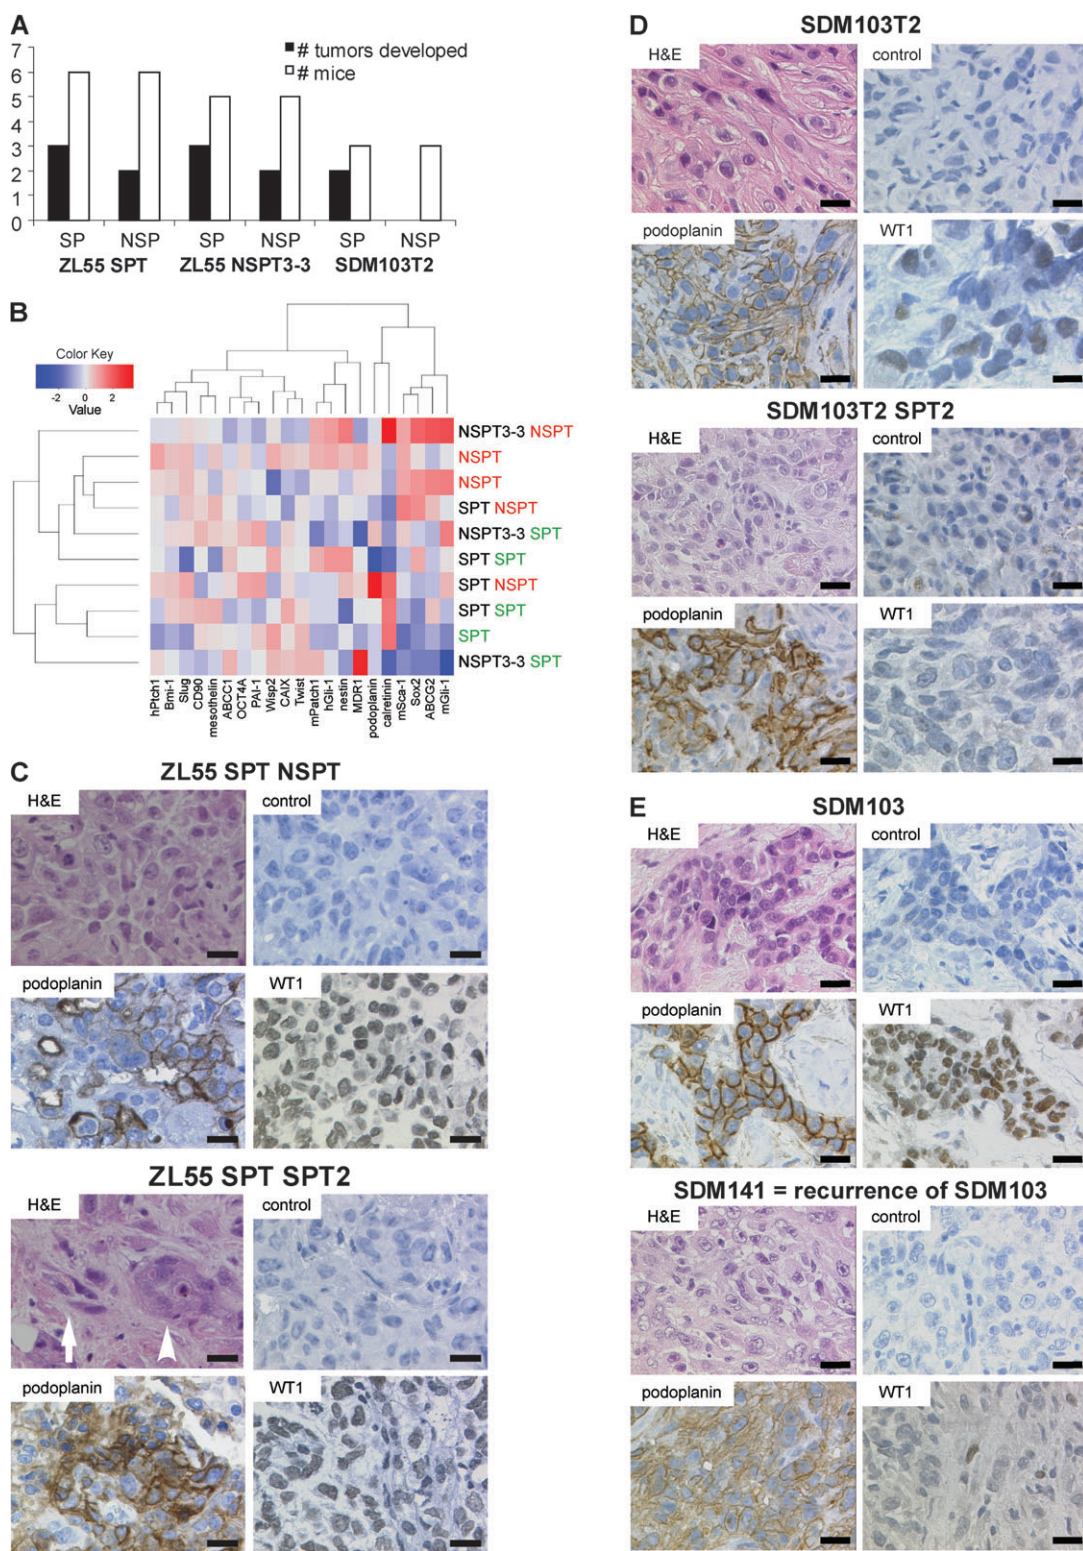 A
# tumors developed
# mice
7
6
5
4
3
2
1
0
SP NSP SP NSP SP NSP
ZL55 SPT ZL55 NSPT3-3 SDM103T2
B
Color Key
-2 0 2
Value
NSPT3-3 NSPT
NSPT
NSPT
SPT NSPT
NSPT3-3 SPT
SPT SPT
SPT NSPT
SPT SPT
SPT
NSPT3-3 SPT
hPtch1
Bmi-1
Slug
CD90
mesothelin
ABCC1
OCT4A
PAI-1
Wisp2
CAIX
Twist
mPatch1
hGli-1
nestin
MDR1
podoplanin
calretinin
mSca-1
Sox2
ABCG2
mGli-1
C
ZL55 SPT NSPT
H&E control
podoplanin WT1
ZL55 SPT SPT2
H&E control
podoplanin WT1
D
SDM103T2
H&E control
podoplanin WT1
SDM103T2 SPT2
H&E control
podoplanin WT1
E
SDM103
H&E control
podoplanin WT1
SDM141 = recurrence of SDM103
H&E control
podoplanin WT1